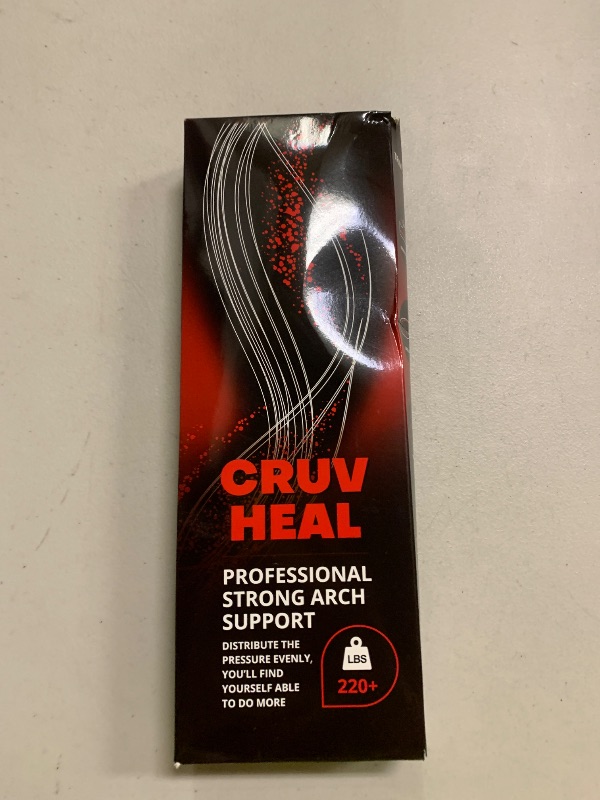 CRUV
HEAL
PROFESSIONAL
STRONG ARCH
SUPPORT
DISTRIBUTE THE
PRESSURE EVENLY,
YOU'LL FIND
YOURSELF ABLE
TO DO MORE
LBS
220+